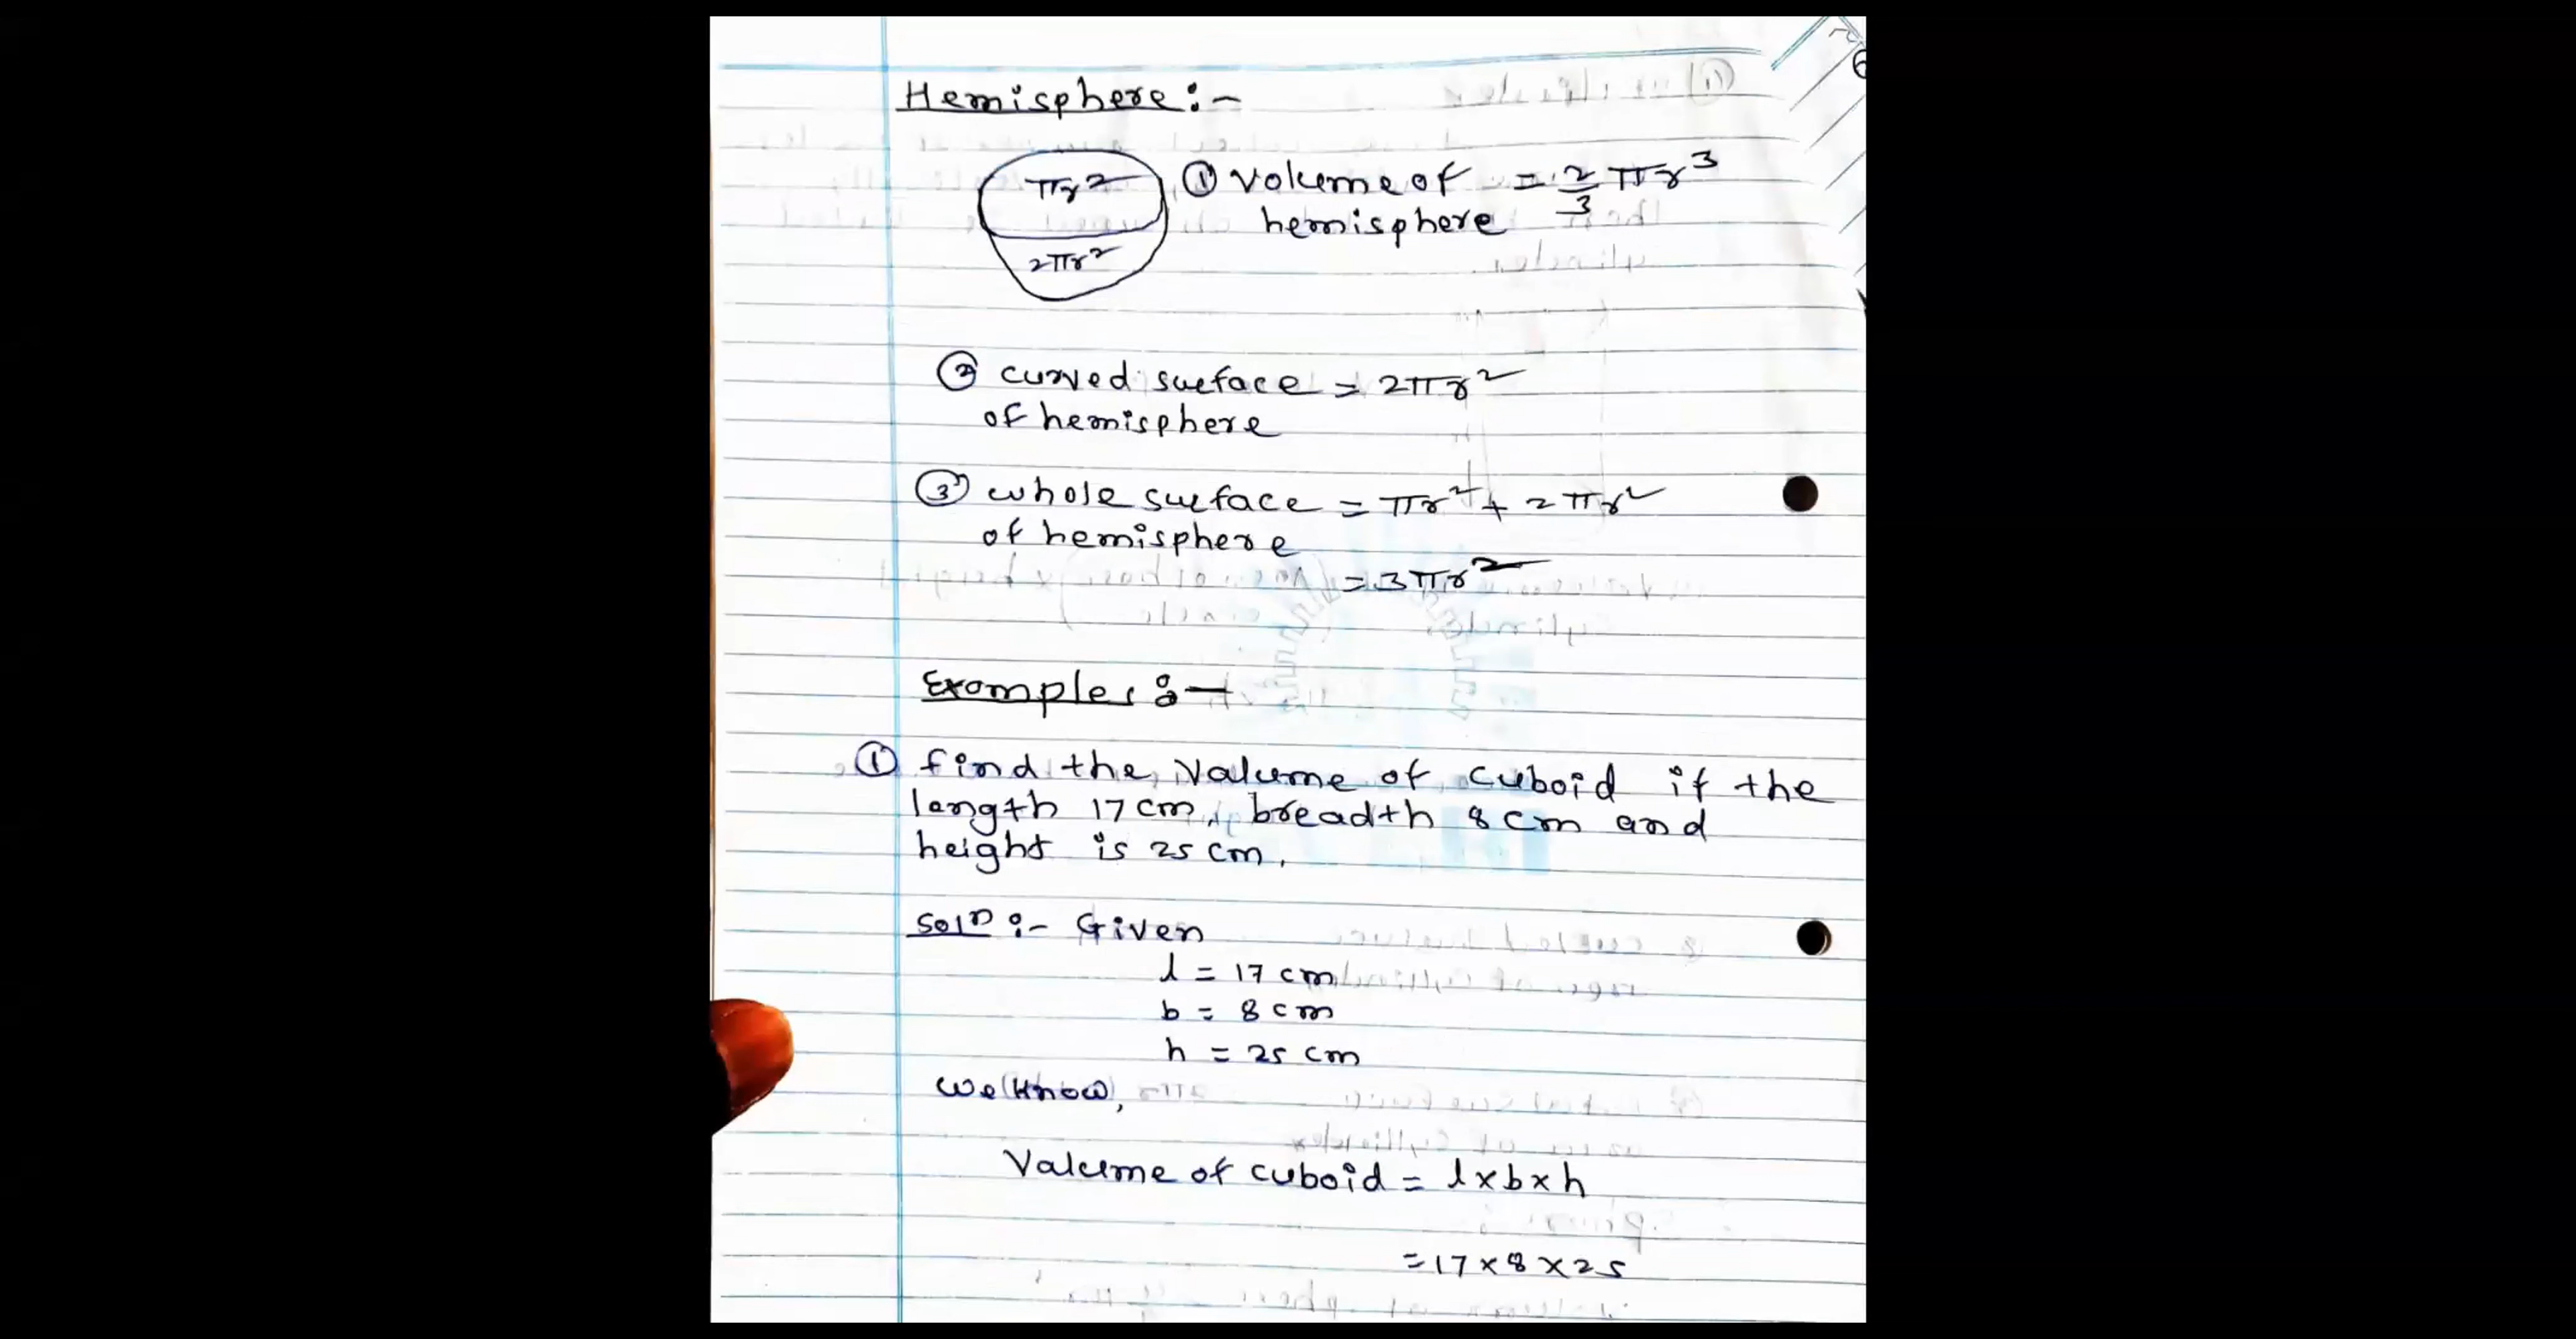 Hemisphere :-
πr²
2πr²
① volume of = 2/3 πr³
hemisphere
② curved surface = 2πr²
of hemisphere
③ whole surface = πr² + 2πr²
of hemisphere
= 3πr²
Examples :-
① find the Valume of cuboid if the
length 17 cm, breadth 8 cm and
height is 25 cm.
Solⁿ :- Given
l = 17 cm
b = 8 cm
h = 25 cm
We know,
Valume of cuboid = l x b x h
= 17 x 8 x 25